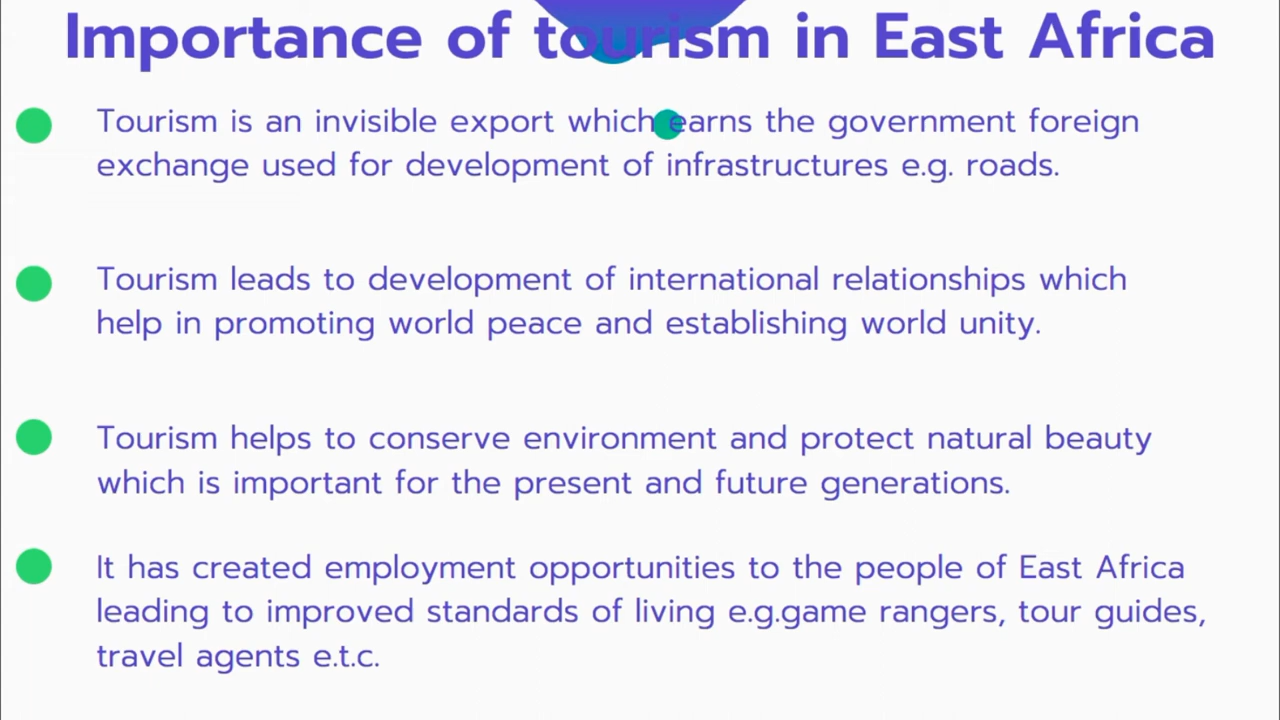 Importance of tourism in East Africa
Tourism is an invisible export which earns the government foreign
exchange used for development of infrastructures e.g. roads.
Tourism leads to development of international relationships which
help in promoting world peace and establishing world unity.
Tourism helps to conserve environment and protect natural beauty
which is important for the present and future generations.
It has created employment opportunities to the people of East Africa
leading to improved standards of living e.g.game rangers, tour guides,
travel agents e.t.c.